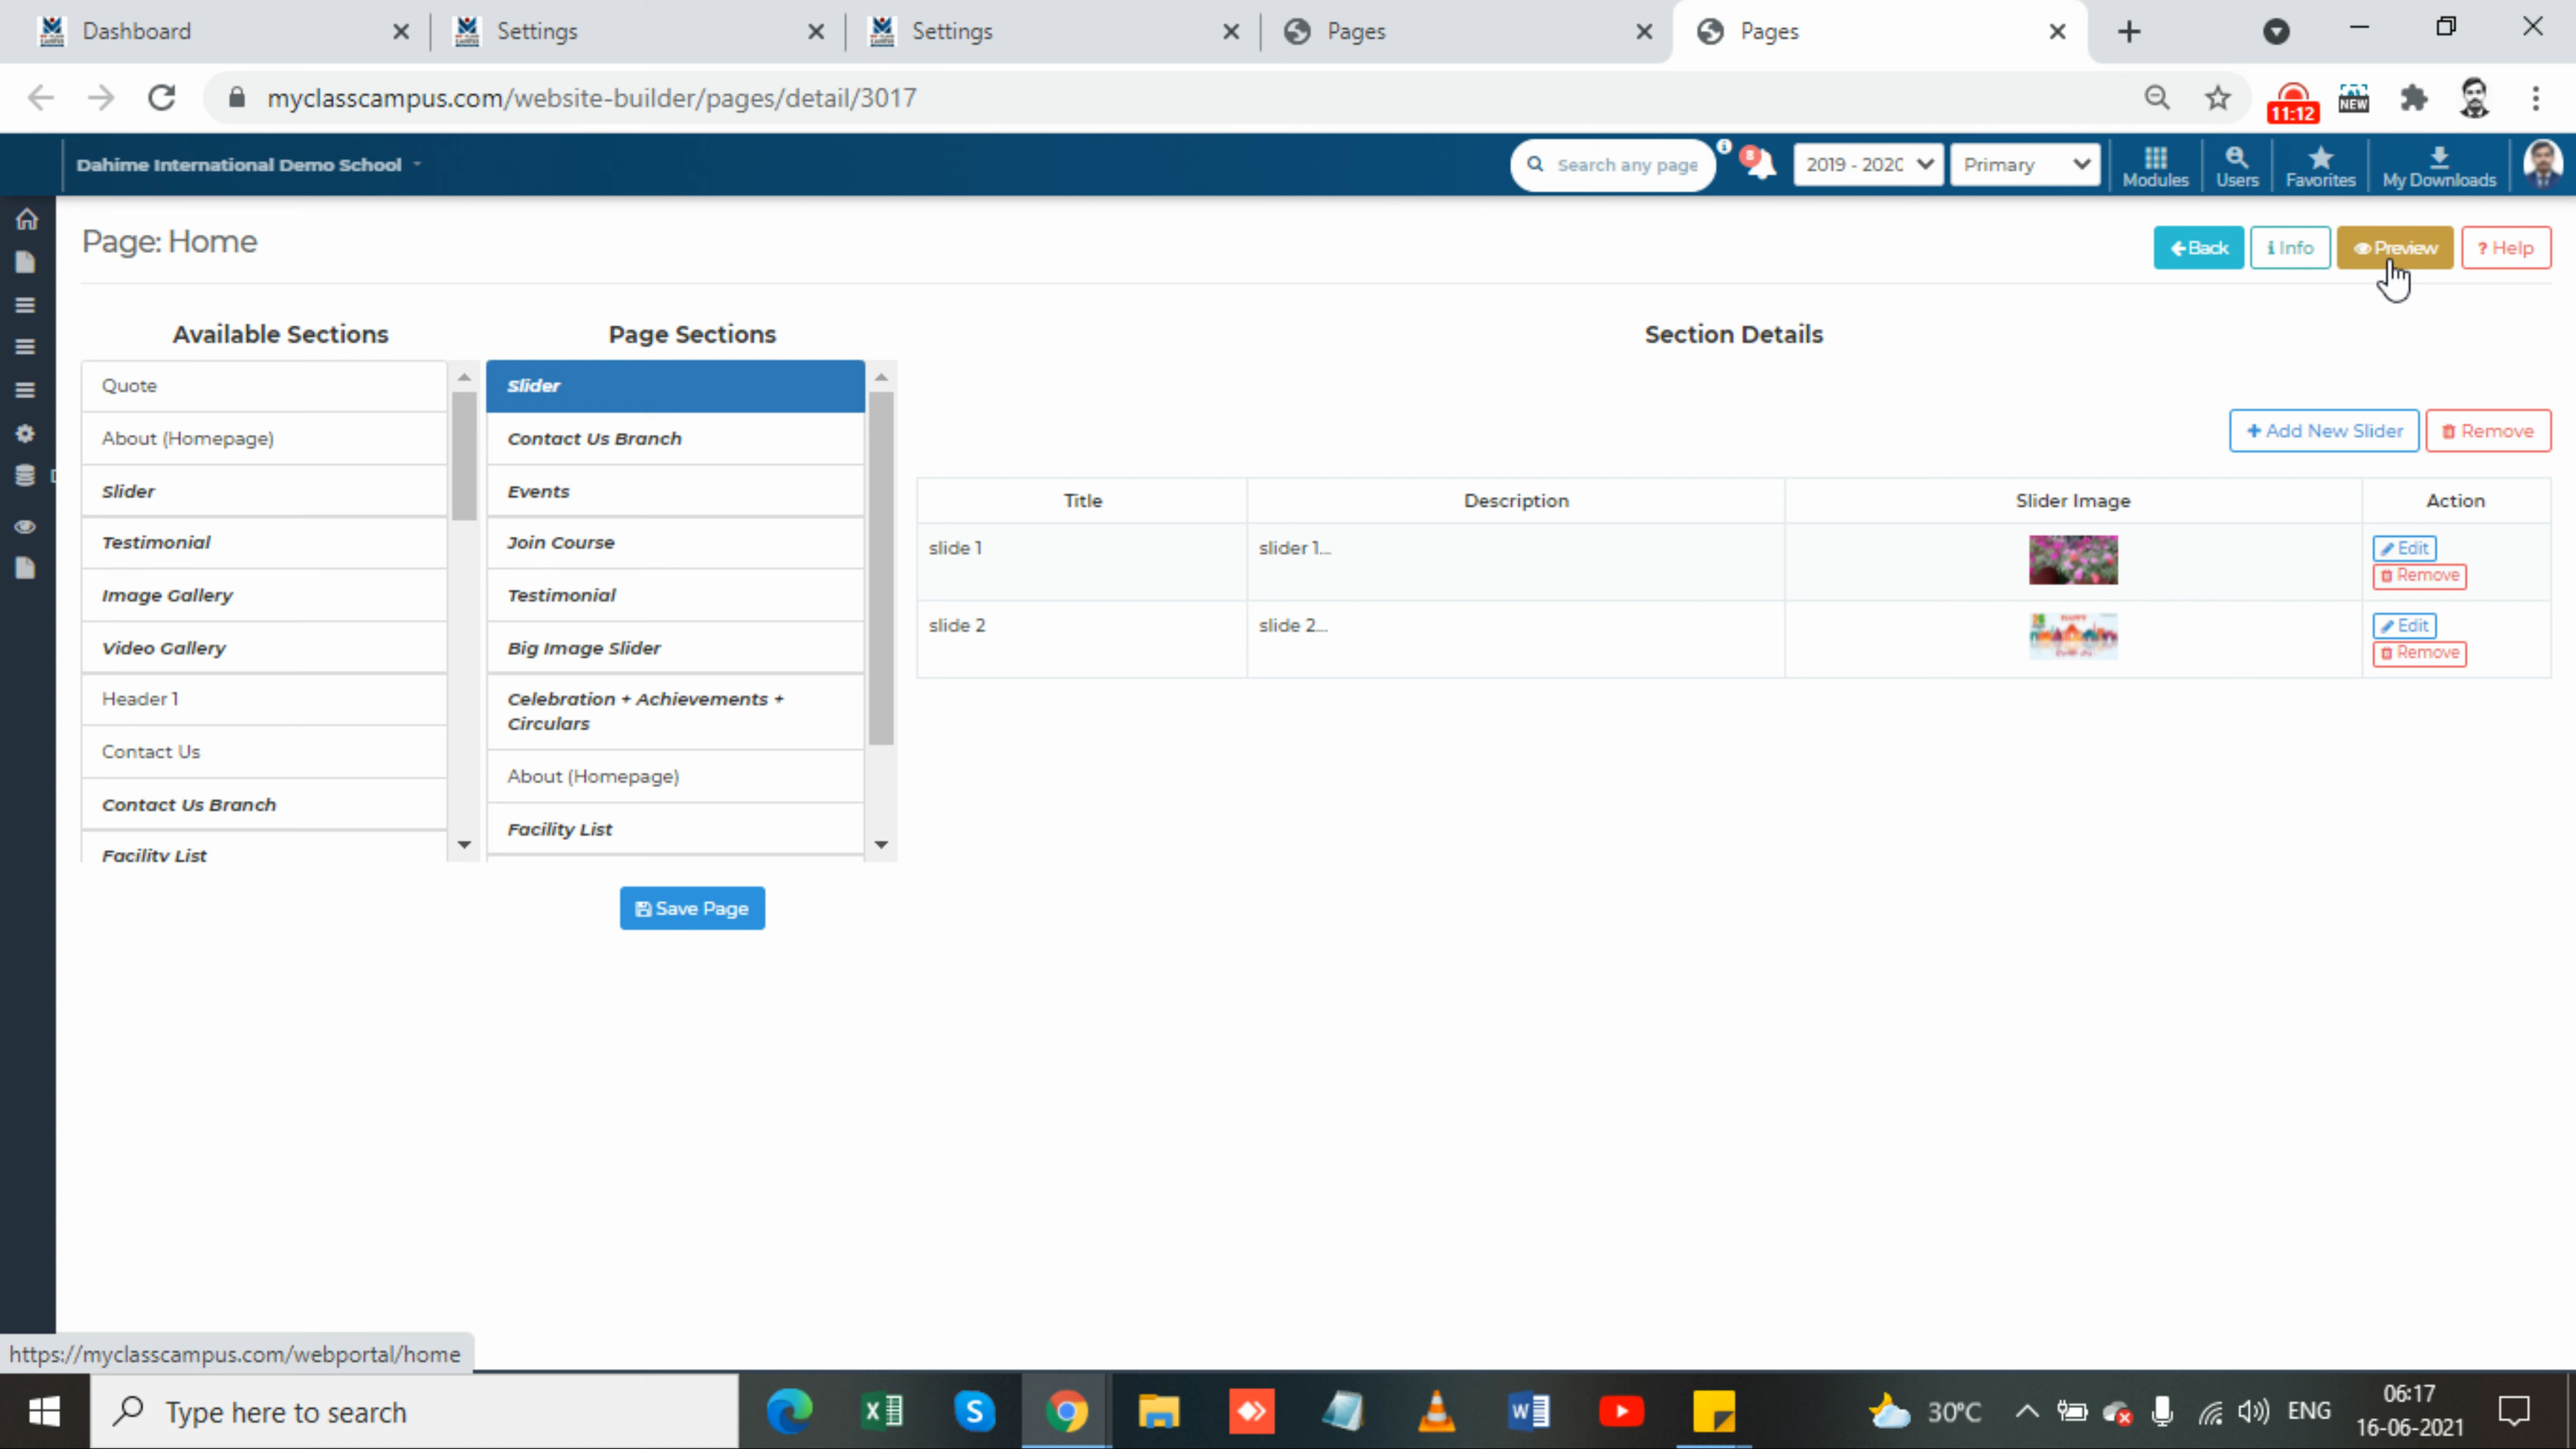 Dashboard
Settings
Settings
Pages
Pages
myclasscampus.com/website-builder/pages/detail/3017
11:12
NEW
Dahime International Demo School
Search any page
8
2019 - 2020
Primary
Modules
Users
Favorites
My Downloads
Page: Home
Back
Info
Preview
? Help
Available Sections
Page Sections
Section Details
Quote
About (Homepage)
Slider
Testimonial
Image Gallery
Video Gallery
Header 1
Contact Us
Contact Us Branch
Facility List
Slider
Contact Us Branch
Events
Join Course
Testimonial
Big Image Slider
Celebration + Achievements +
Circulars
About (Homepage)
Facility List
Save Page
+ Add New Slider
Remove
Title
Description
Slider Image
Action
slide 1
slider 1...
Edit
Remove
slide 2
slide 2...
Edit
Remove
https://myclasscampus.com/webportal/home
Type here to search
30°C
ENG
06:17
16-06-2021